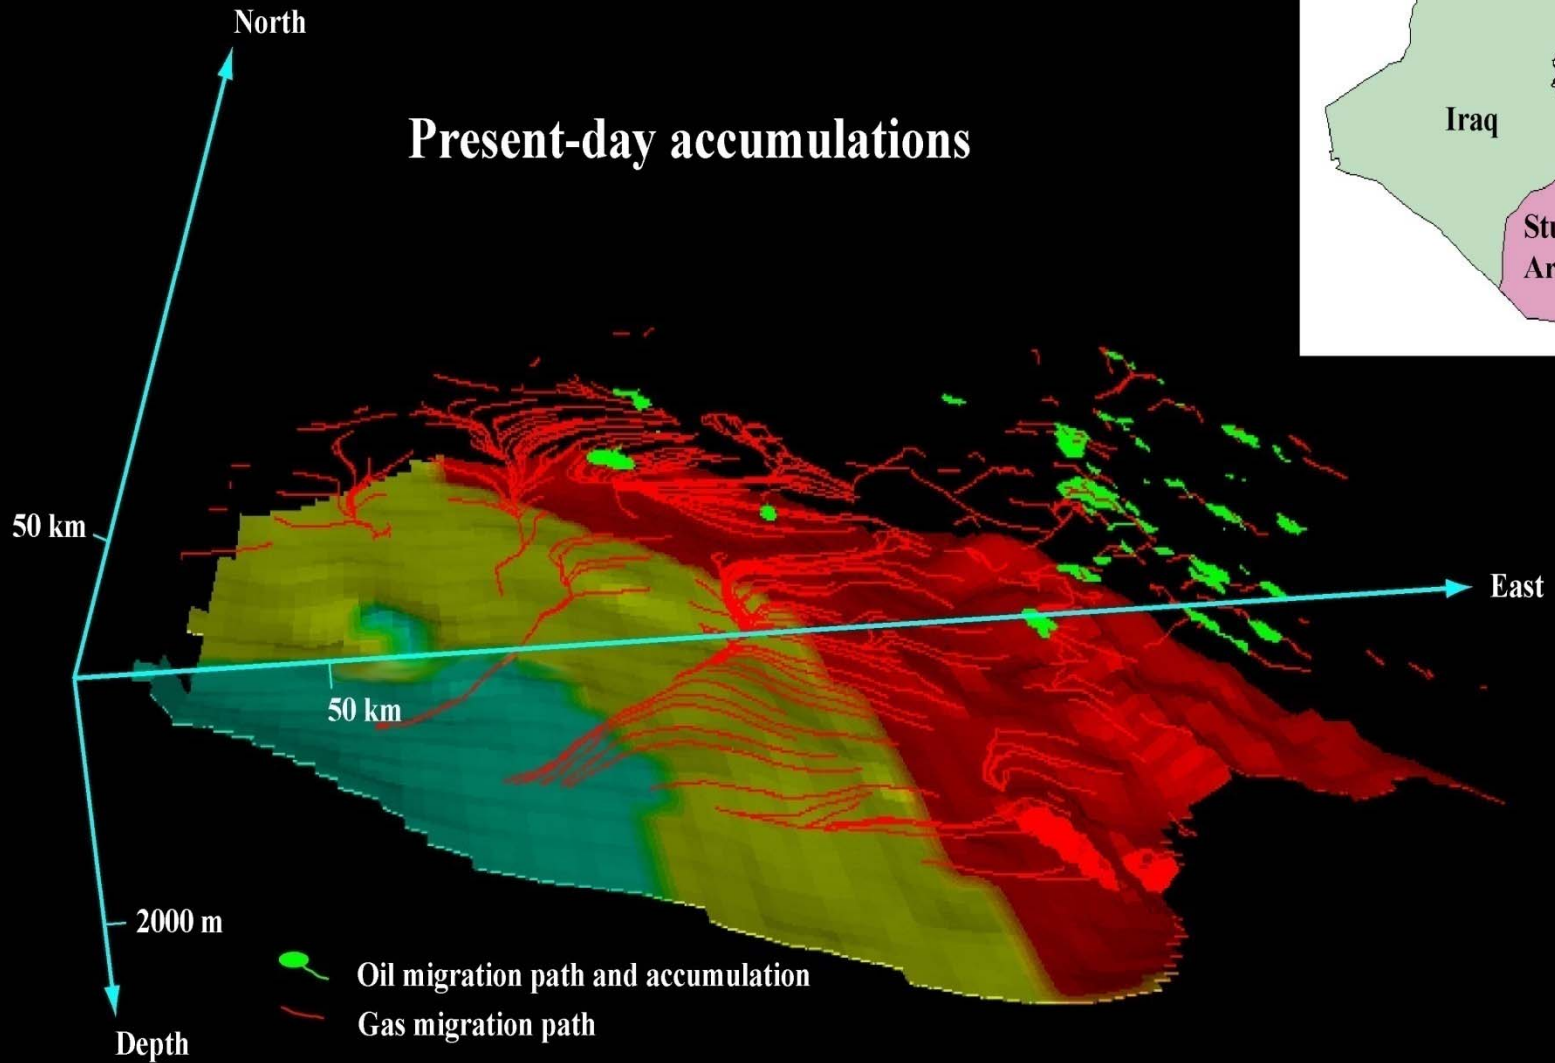 North
Present-day accumulations
Iraq
50 km
East
50 km
2000 m
Oil migration path and accumulation
Gas migration path
Depth